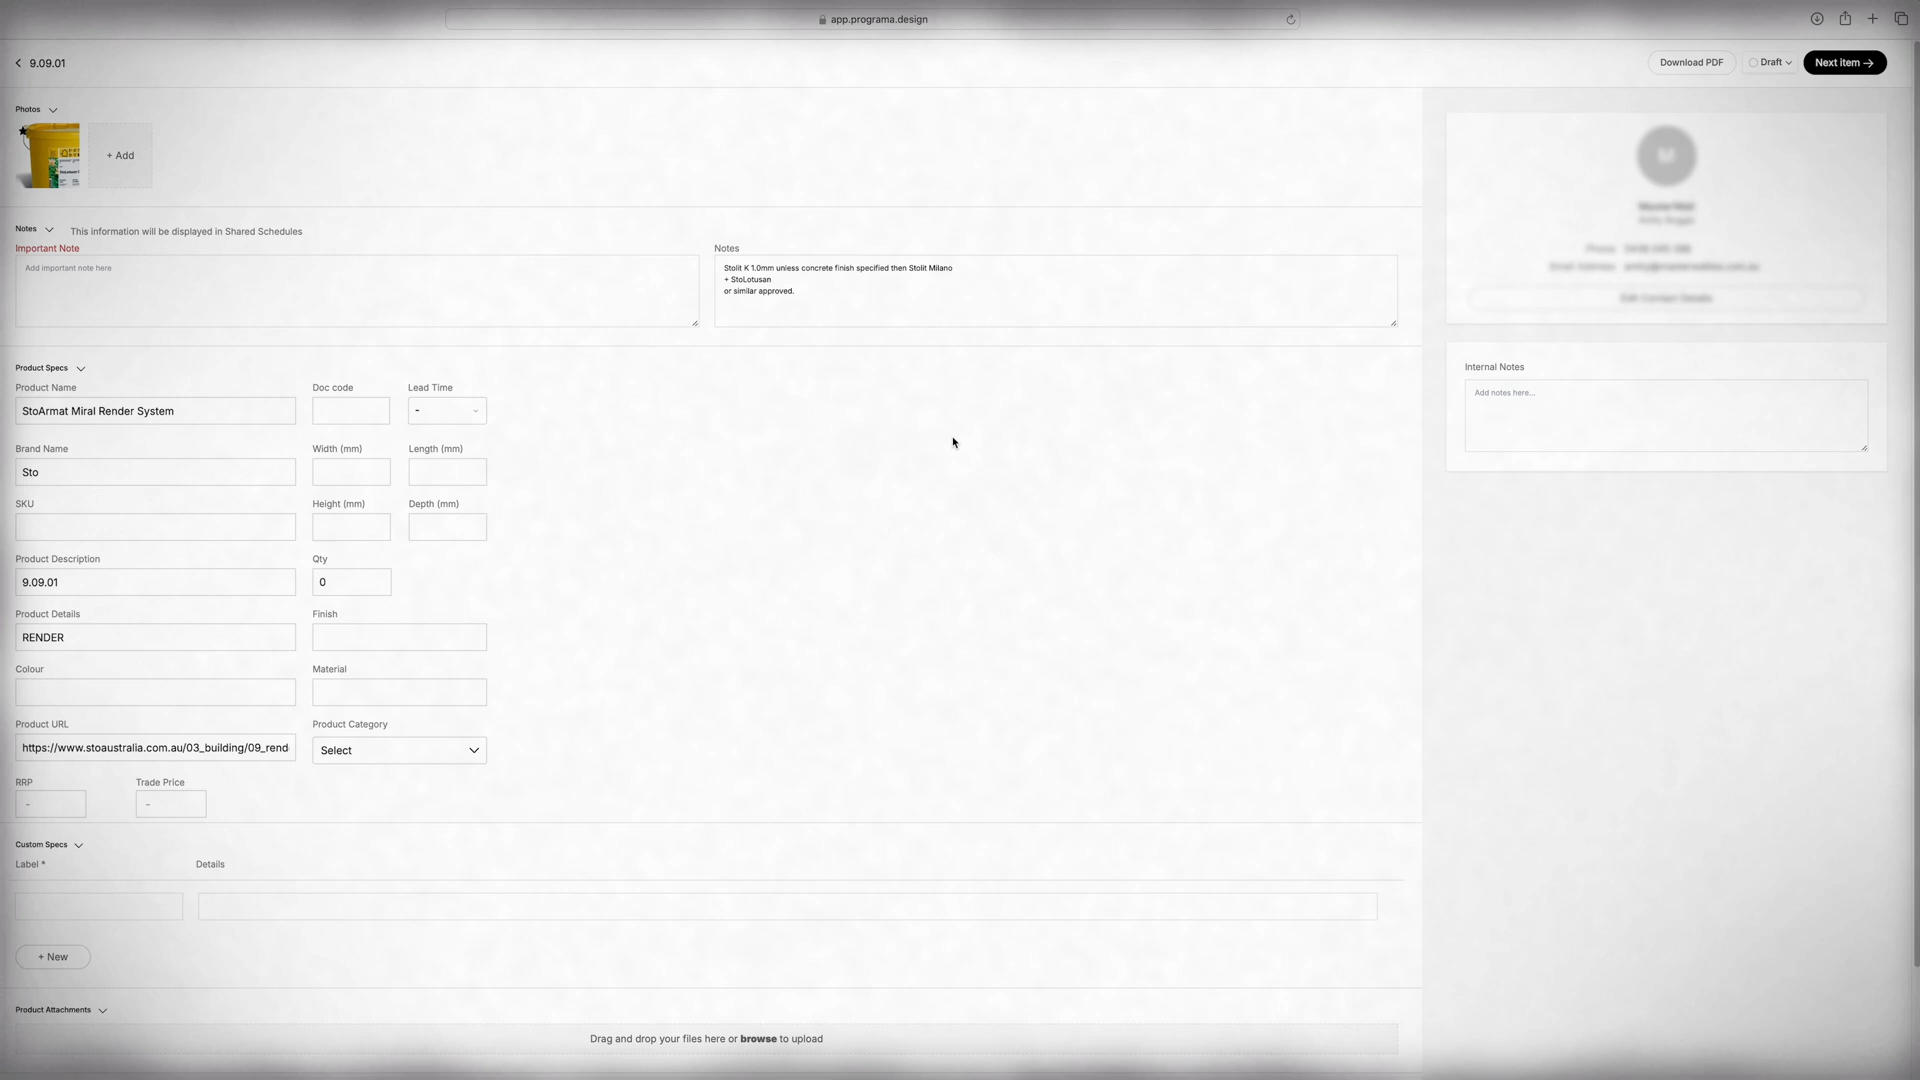 app.programa.design
9.09.01
Download PDF
Draft
Next item →
Photos
+ Add
Notes
This information will be displayed in Shared Schedules
Important Note
Add important note here
Notes
Stolit K 1.0mm unless concrete finish specified then Stolit Milano
+ StoLotusan
or similar approved.
Internal Notes
Add notes here...
Product Specs
Product Name
Doc code
Lead Time
StoArmat Miral Render System
-
Brand Name
Width (mm)
Length (mm)
Sto
SKU
Height (mm)
Depth (mm)
Product Description
Qty
9.09.01
0
Product Details
Finish
RENDER
Colour
Material
Product URL
Product Category
https://www.stoaustralia.com.au/03_building/09_rend
Select
RRP
Trade Price
-
-
Custom Specs
Label *
Details
+ New
Product Attachments
Drag and drop your files here or browse to upload